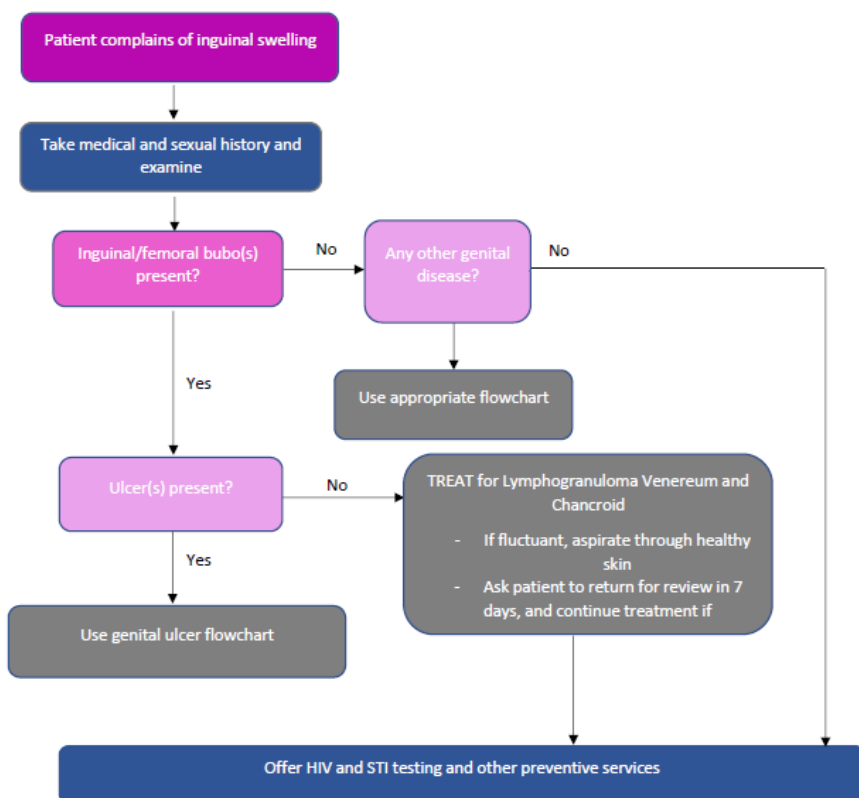 Patient complains of inguinal swelling
Take medical and sexual history and
examine
Inguinal/femoral bubo(s)
present?
No
Any other genital
disease?
No
Yes
Use appropriate flowchart
Ulcer(s) present?
No
TREAT for Lymphogranuloma Venereum and
Chancroid
- If fluctuant, aspirate through healthy
skin
- Ask patient to return for review in 7
days, and continue treatment if
Yes
Use genital ulcer flowchart
Offer HIV and STI testing and other preventive services